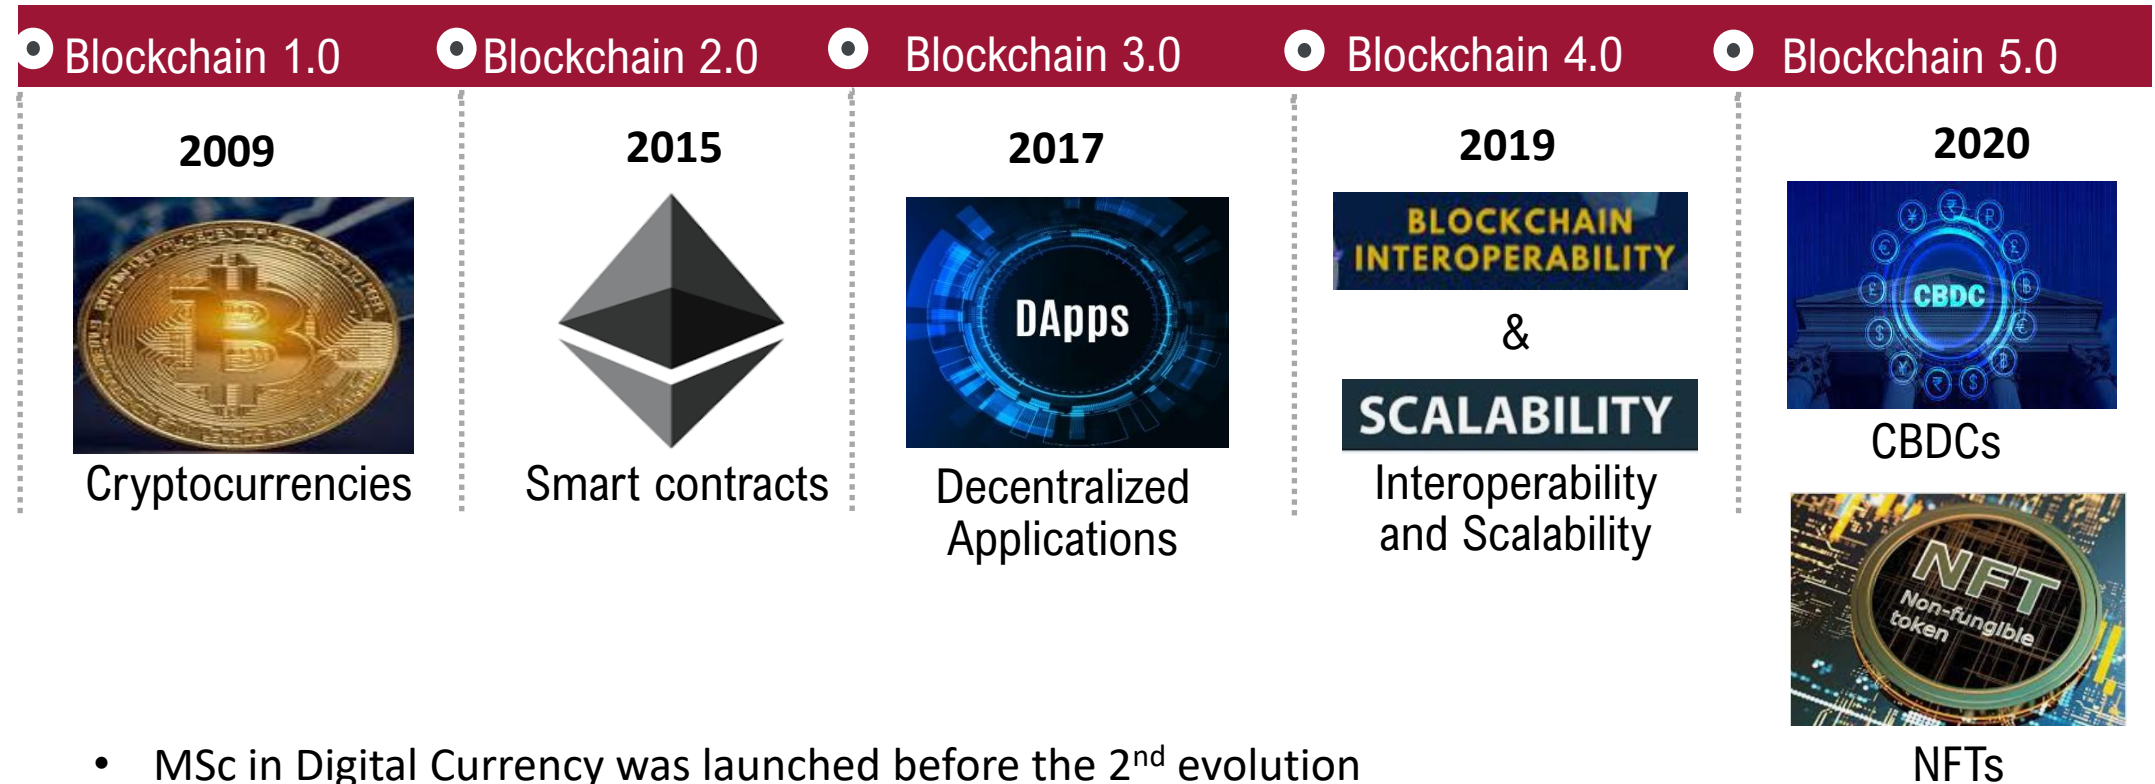 Blockchain 1.0
Blockchain 2.0
Blockchain 3.0
Blockchain 4.0
Blockchain 5.0
2009
Cryptocurrencies
2015
Smart contracts
2017
DApps
Decentralized
Applications
2019
BLOCKCHAIN
INTEROPERABILITY
&
SCALABILITY
Interoperability
and Scalability
2020
CBDC
CBDCs
NFT
Non-fungible
token
NFTs
• MSc in Digital Currency was launched before the 2nd evolution